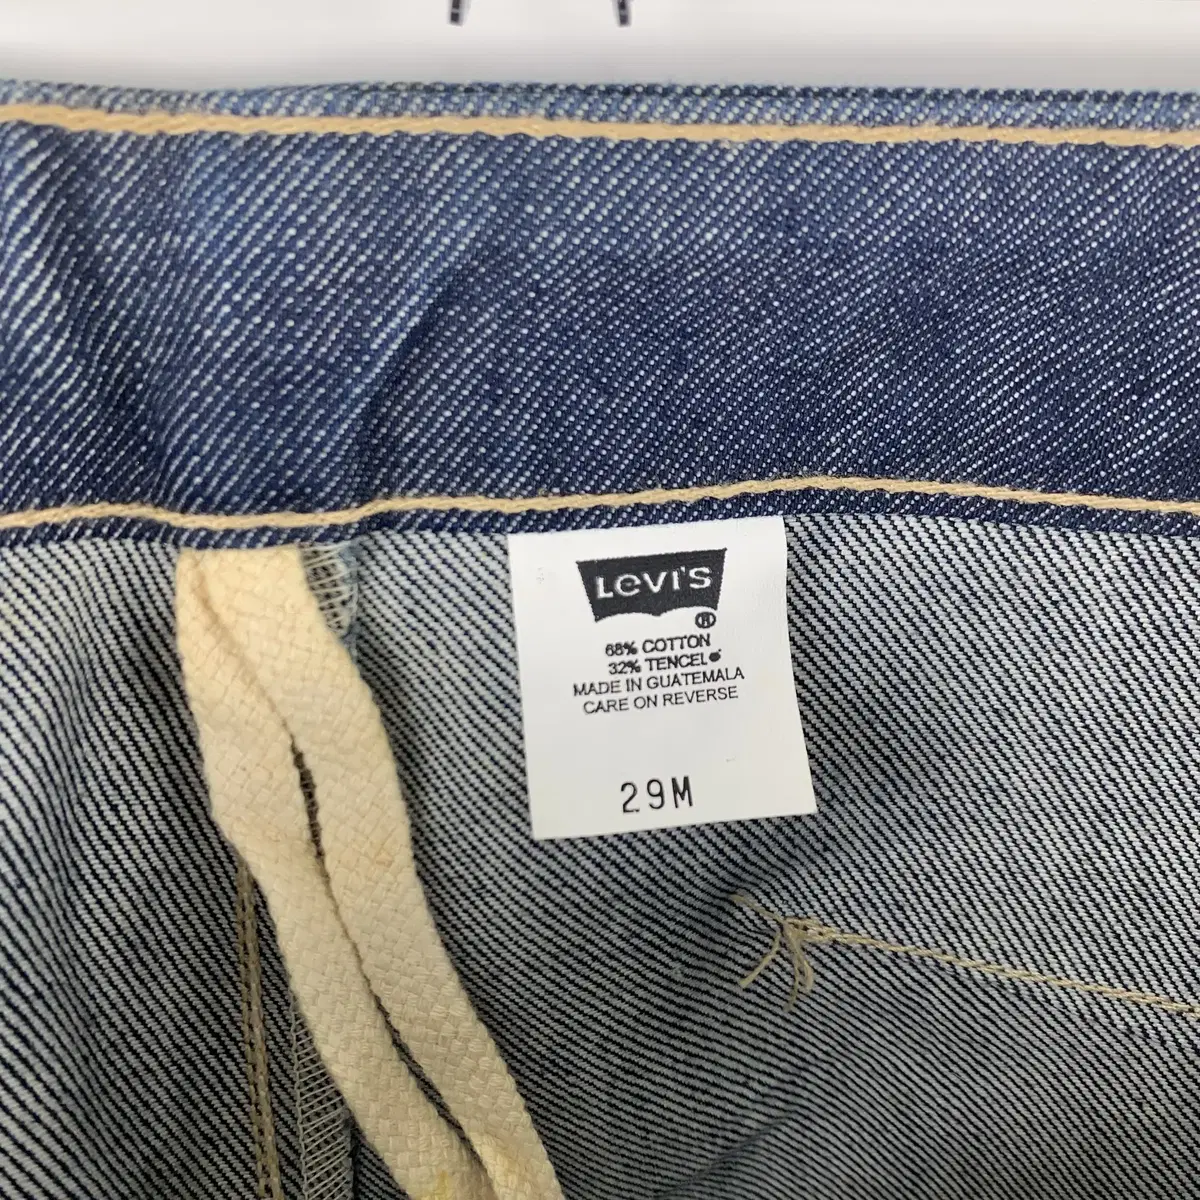 LEVI'S
®
68% COTTON
32% TENCEL
MADE IN GUATEMALA
CARE ON REVERSE
29M